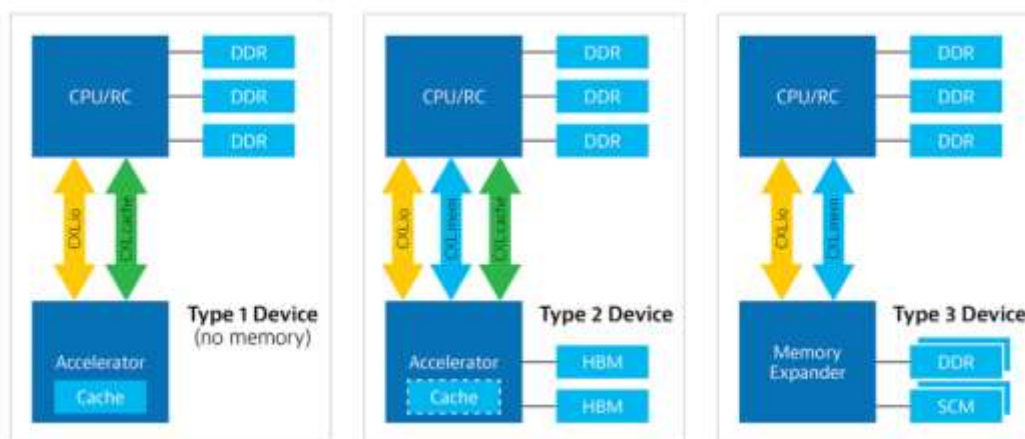 CPU/RC
DDR
DDR
DDR
CXL.io
CXL.cache
Type 1 Device
(no memory)
Accelerator
Cache
CPU/RC
DDR
DDR
DDR
CXL.io
CXL.mem
CXL.cache
Type 2 Device
Accelerator
Cache
HBM
HBM
CPU/RC
DDR
DDR
DDR
CXL.io
CXL.mem
Type 3 Device
Memory
Expander
DDR
SCM